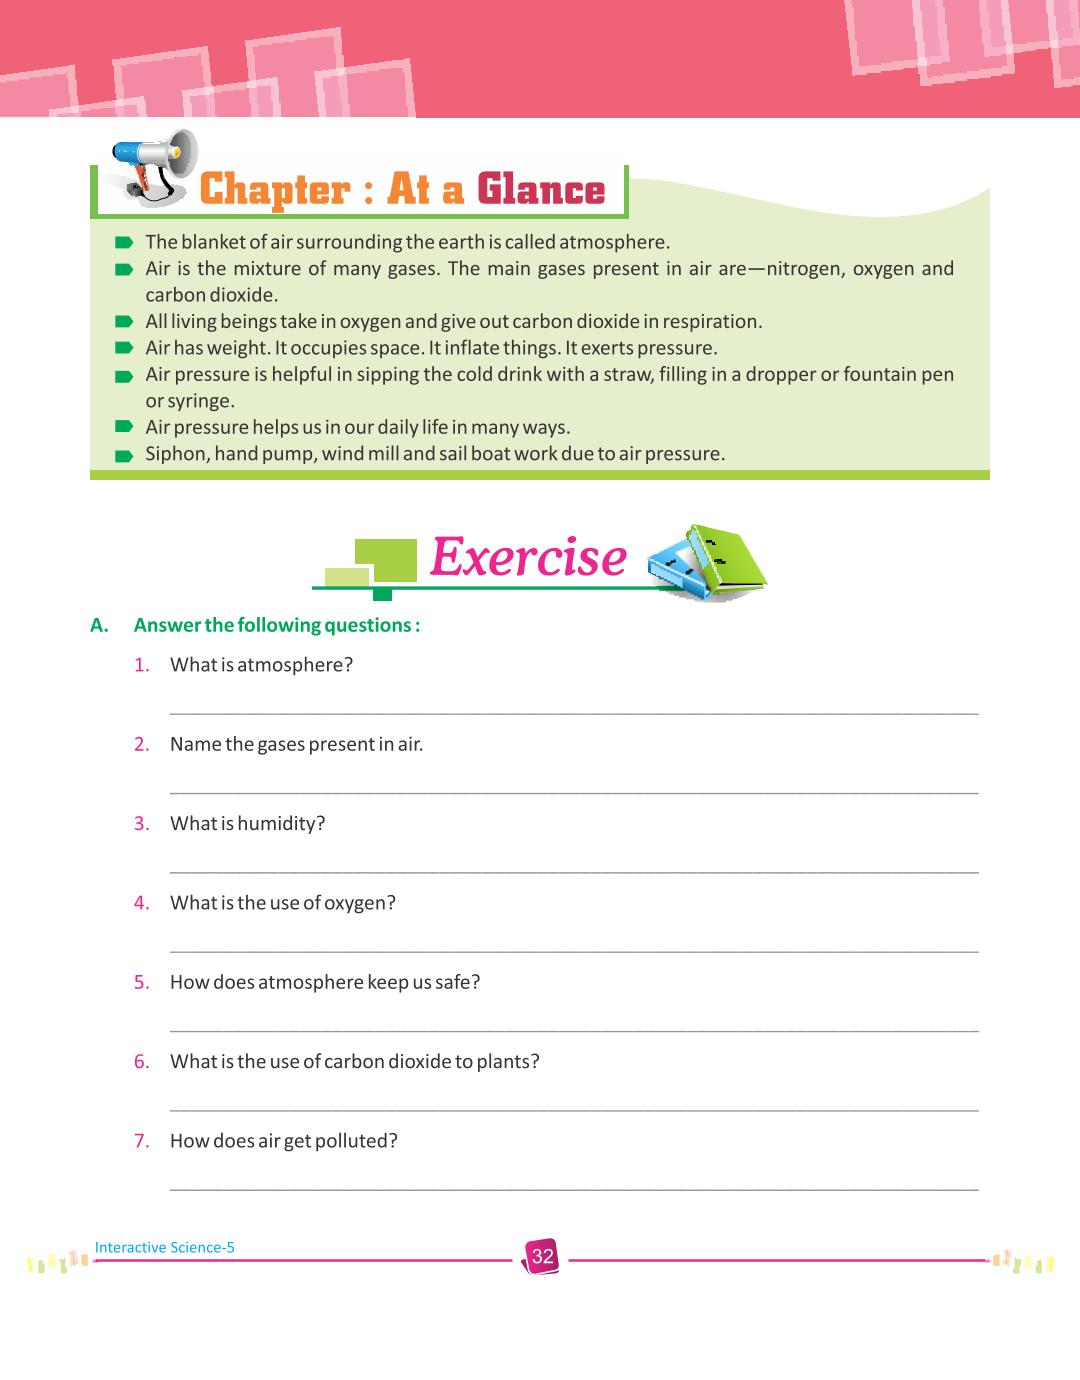 Chapter : At a Glance
The blanket of air surrounding the earth is called atmosphere.
Air is the mixture of many gases. The main gases present in air are—nitrogen, oxygen and
carbon dioxide.
All living beings take in oxygen and give out carbon dioxide in respiration.
Air has weight. It occupies space. It inflate things. It exerts pressure.
Air pressure is helpful in sipping the cold drink with a straw, filling in a dropper or fountain pen
or syringe.
Air pressure helps us in our daily life in many ways.
Siphon, hand pump, wind mill and sail boat work due to air pressure.
Exercise
A. Answer the following questions :
1. What is atmosphere?
2. Name the gases present in air.
3. What is humidity?
4. What is the use of oxygen?
5. How does atmosphere keep us safe?
6. What is the use of carbon dioxide to plants?
7. How does air get polluted?
Interactive Science-5
32